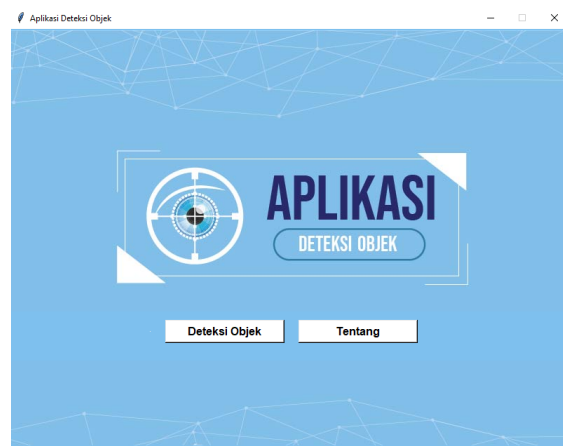 Aplikasi Deteksi Objek
APLIKASI
DETEKSI OBJEK
Deteksi Objek
Tentang